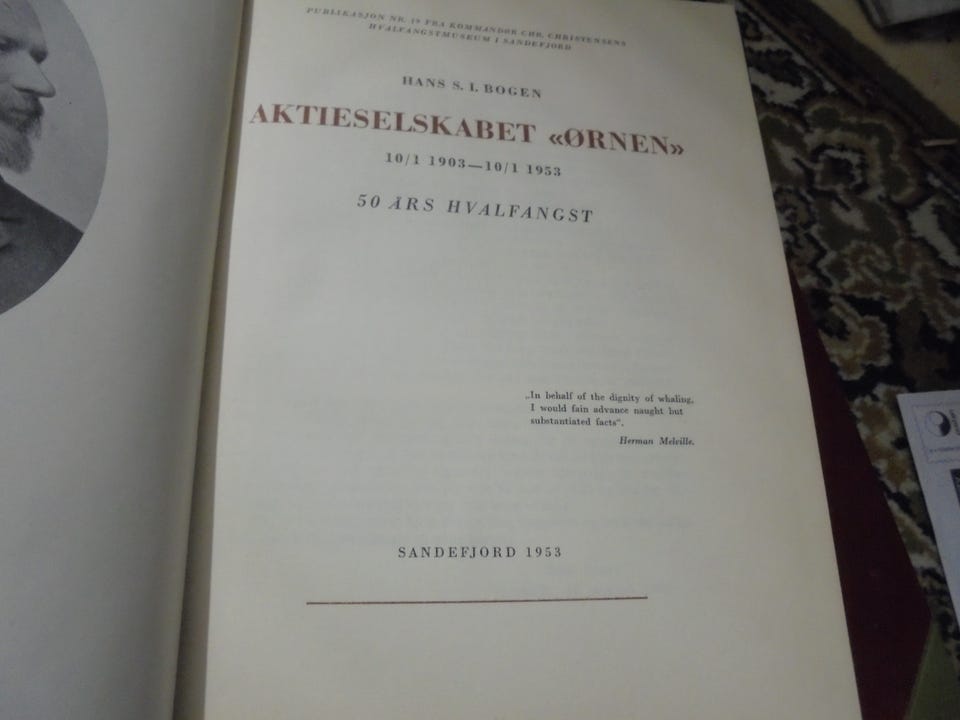 PUBLIKASJON NR. 19 FRA KOMMANDØR CHR. CHRISTENSENS
HVALFANGSTMUSEUM I SANDEFJORD
HANS S. I. BOGEN
AKTIESELSKABET «ØRNEN»
10/1 1903—10/1 1953
50 ÅRS HVALFANGST
„In behalf of the dignity of whaling,
I would fain advance naught but
substantiated facts“.
Herman Melville.
SANDEFJORD 1953